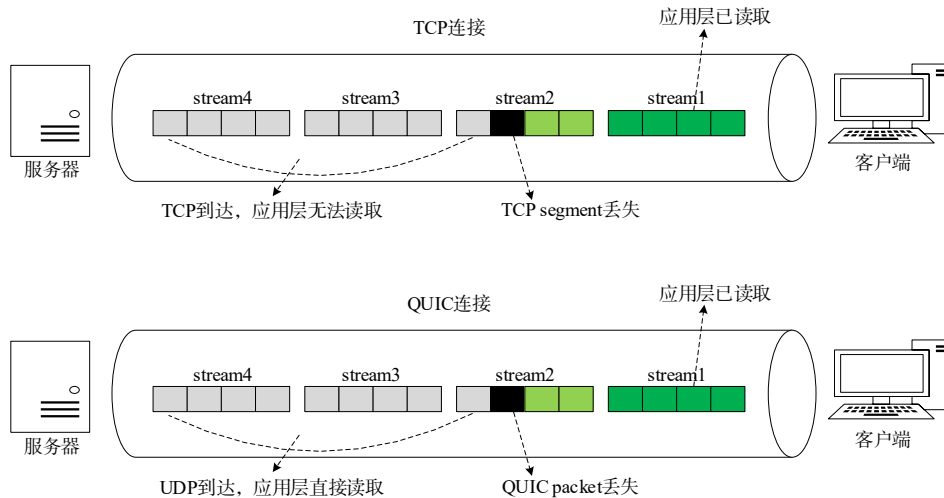 应用层已读取
TCP连接
stream4 stream3 stream2 stream1
服务器
客户端
TCP到达，应用层无法读取
TCP segment丢失
应用层已读取
QUIC连接
stream4 stream3 stream2 stream1
服务器
客户端
UDP到达，应用层直接读取
QUIC packet丢失